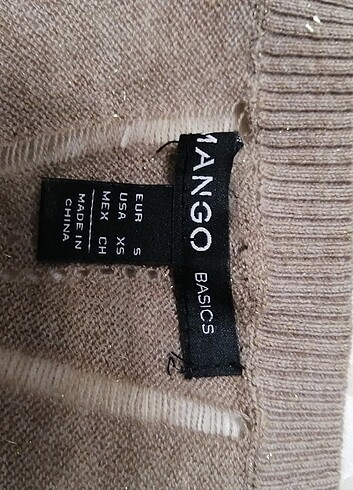 MANGO
BASICS
EUR S
USA XS
MEX CH
MADE IN
CHINA